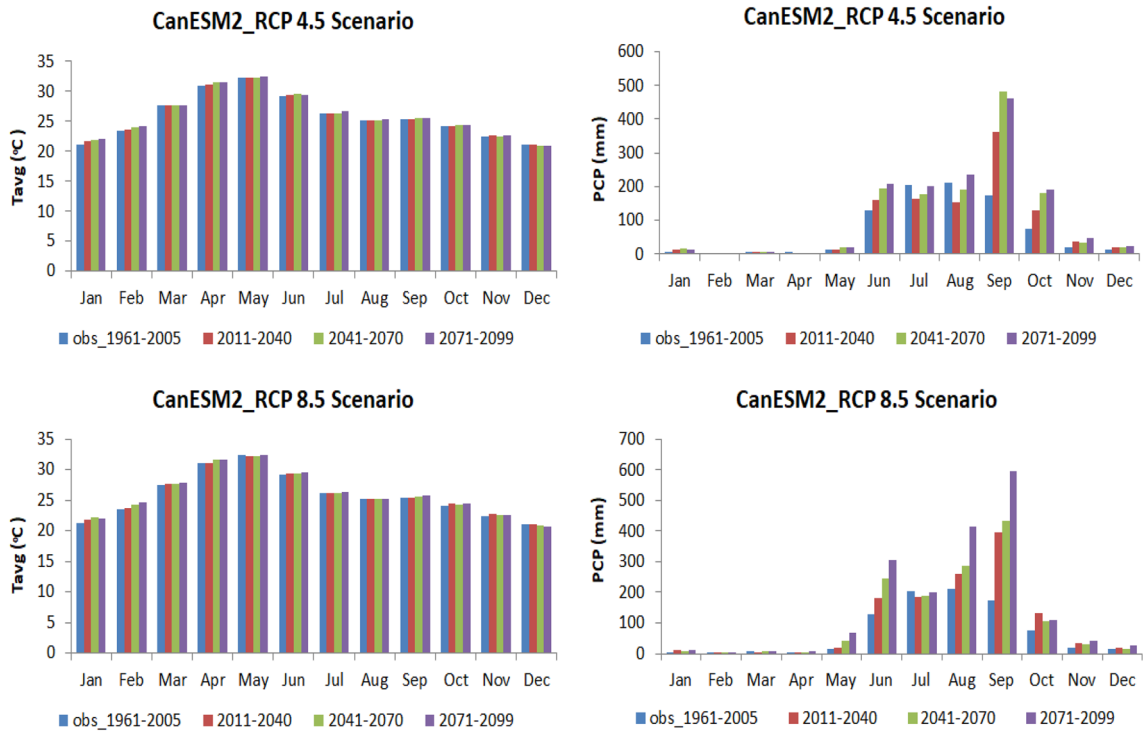 CanESM2_RCP 4.5 Scenario
Tavg (°C)
35
30
25
20
15
10
5
0
Jan Feb Mar Apr May Jun Jul Aug Sep Oct Nov Dec
obs_1961-2005 2011-2040 2041-2070 2071-2099
CanESM2_RCP 4.5 Scenario
PCP (mm)
600
500
400
300
200
100
0
Jan Feb Mar Apr May Jun Jul Aug Sep Oct Nov Dec
obs_1961-2005 2011-2040 2041-2070 2071-2099
CanESM2_RCP 8.5 Scenario
Tavg (°C)
35
30
25
20
15
10
5
0
Jan Feb Mar Apr May Jun Jul Aug Sep Oct Nov Dec
obs_1961-2005 2011-2040 2041-2070 2071-2099
CanESM2_RCP 8.5 Scenario
PCP (mm)
700
600
500
400
300
200
100
0
Jan Feb Mar Apr May Jun Jul Aug Sep Oct Nov Dec
obs_1961-2005 2011-2040 2041-2070 2071-2099